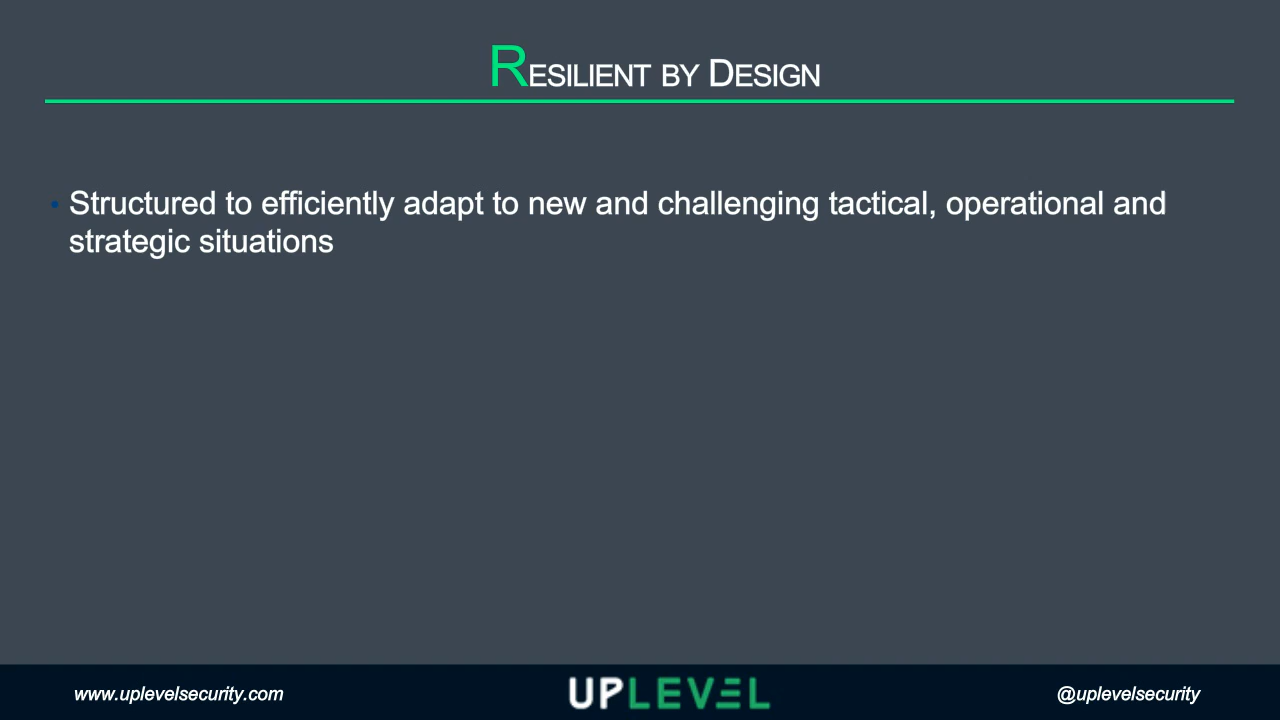 Resilient by Design
• Structured to efficiently adapt to new and challenging tactical, operational and
strategic situations
www.uplevelsecurity.com
UPLEVEL
@uplevelsecurity